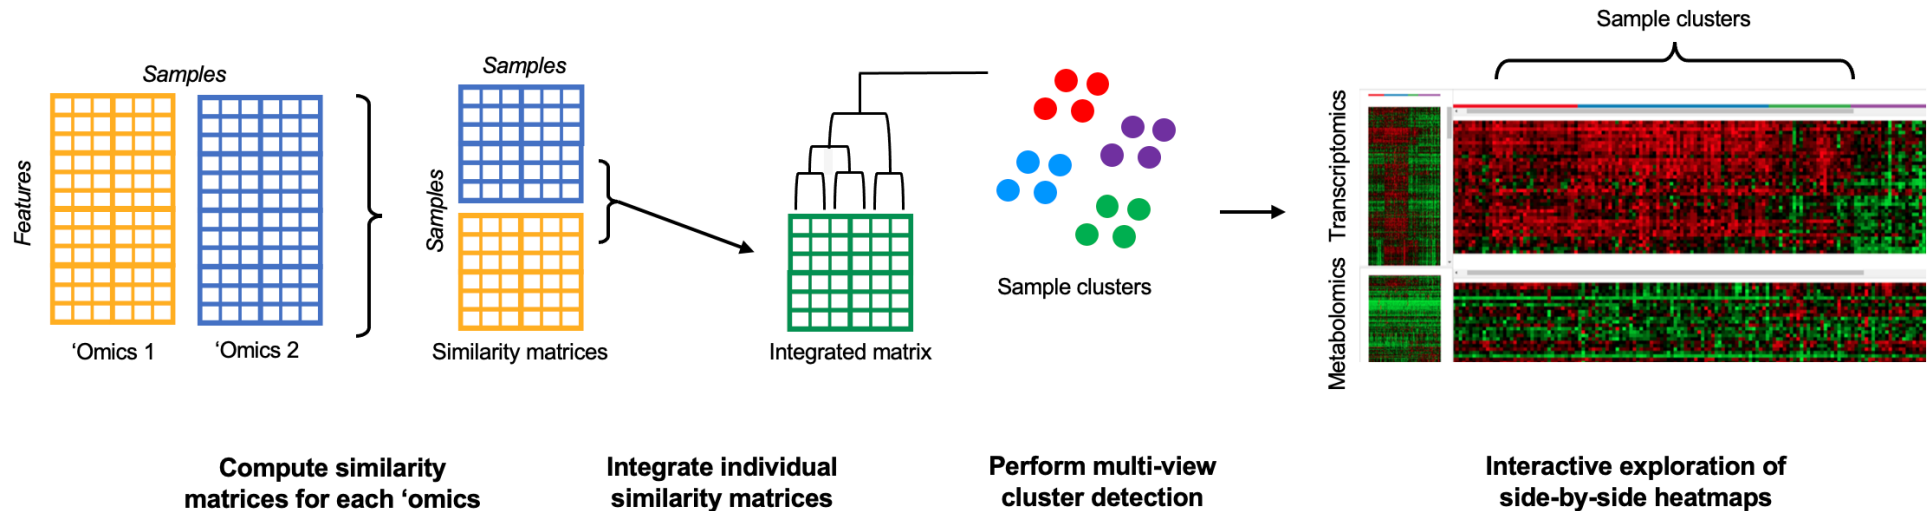 Samples
Features
‘Omics 1
‘Omics 2
Samples
Samples
Similarity matrices
Integrated matrix
Sample clusters
Sample clusters
Transcriptomics
Metabolomics
Compute similarity
matrices for each ‘omics
Integrate individual
similarity matrices
Perform multi-view
cluster detection
Interactive exploration of
side-by-side heatmaps